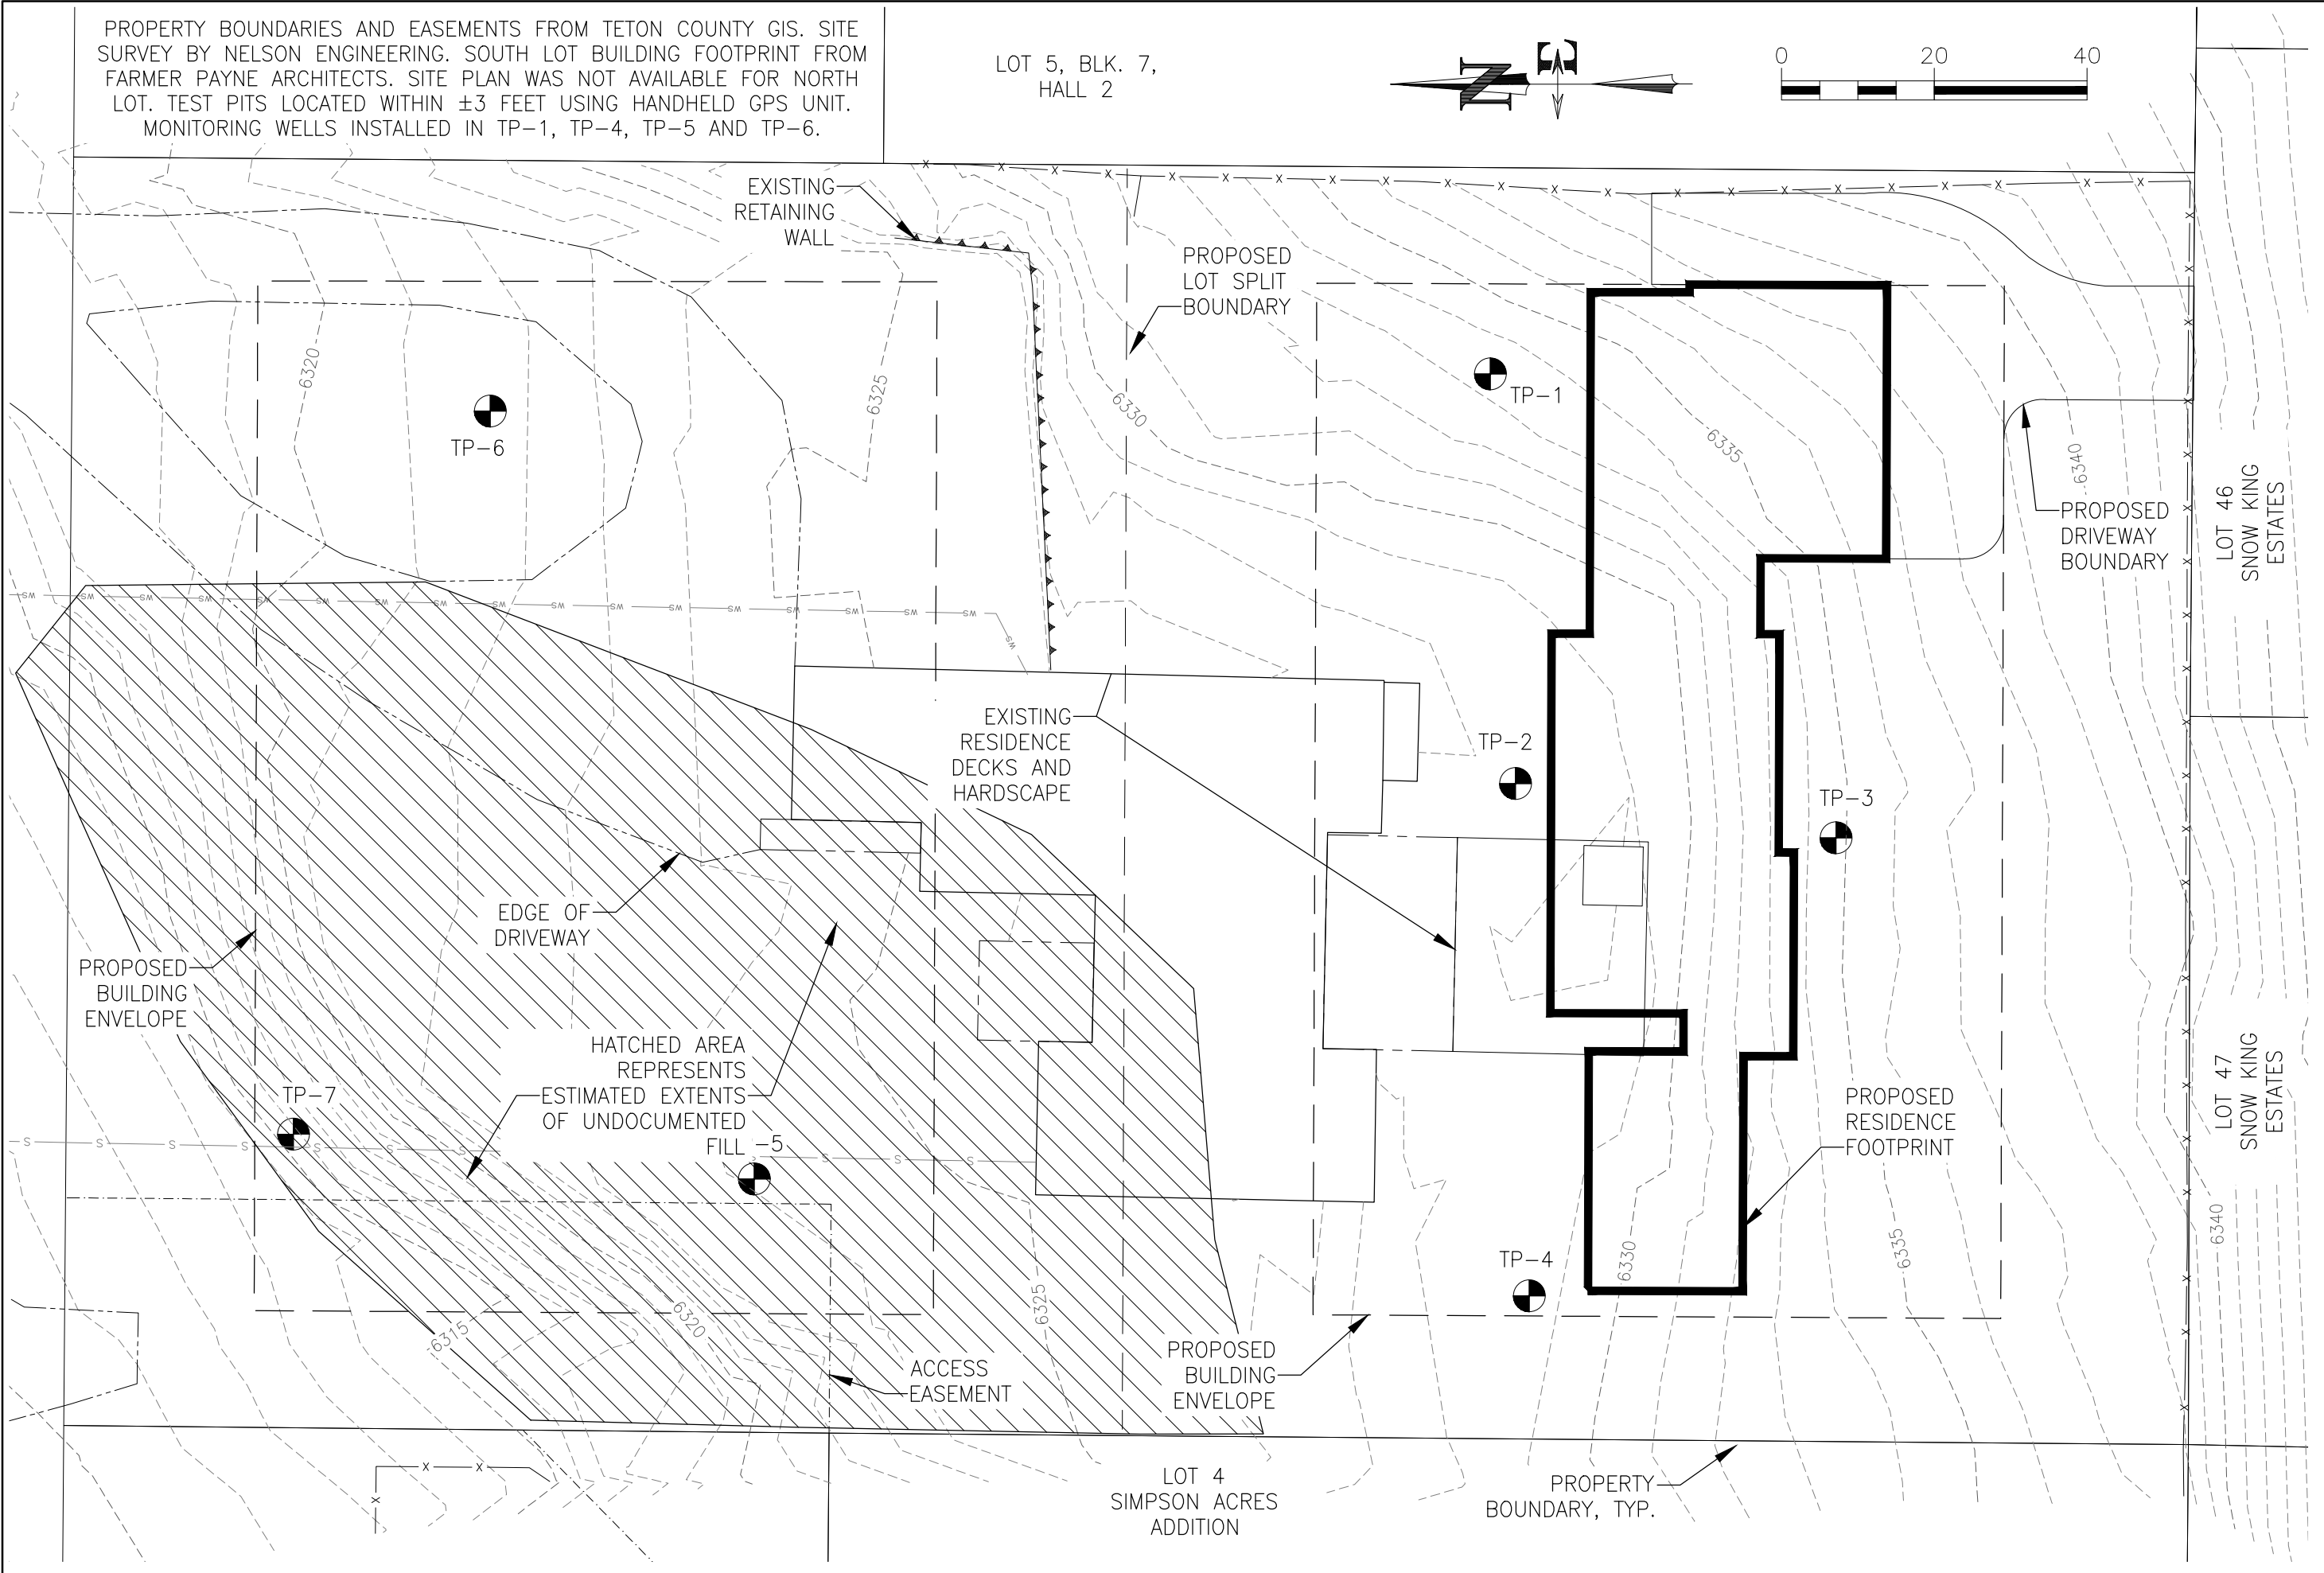 PROPERTY BOUNDARIES AND EASEMENTS FROM TETON COUNTY GIS. SITE
SURVEY BY NELSON ENGINEERING. SOUTH LOT BUILDING FOOTPRINT FROM
FARMER PAYNE ARCHITECTS. SITE PLAN WAS NOT AVAILABLE FOR NORTH
LOT. TEST PITS LOCATED WITHIN ±3 FEET USING HANDHELD GPS UNIT.
MONITORING WELLS INSTALLED IN TP-1, TP-4, TP-5 AND TP-6.
LOT 5, BLK. 7,
HALL 2
N
0 20 40
EXISTING
RETAINING
WALL
PROPOSED
LOT SPLIT
BOUNDARY
6320
6325
6330
6335
6340
TP-6
TP-1
PROPOSED
DRIVEWAY
BOUNDARY
LOT 46
SNOW KING
ESTATES
EXISTING
RESIDENCE
DECKS AND
HARDSCAPE
TP-2
TP-3
EDGE OF
DRIVEWAY
PROPOSED
BUILDING
ENVELOPE
HATCHED AREA
REPRESENTS
ESTIMATED EXTENTS
OF UNDOCUMENTED
FILL
-5
TP-7
PROPOSED
RESIDENCE
FOOTPRINT
LOT 47
SNOW KING
ESTATES
TP-4
6315
6320
6325
6330
6335
6340
ACCESS
EASEMENT
PROPOSED
BUILDING
ENVELOPE
LOT 4
SIMPSON ACRES
ADDITION
PROPERTY
BOUNDARY, TYP.